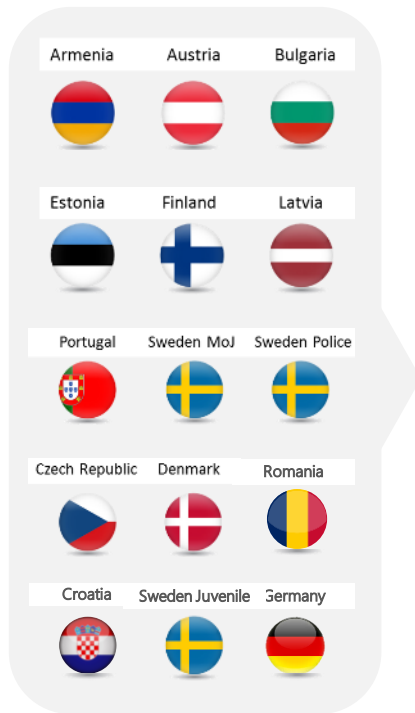 Armenia Austria Bulgaria
Estonia Finland Latvia
Portugal Sweden MoJ Sweden Police
Czech Republic Denmark Romania
Croatia Sweden Juvenile Germany